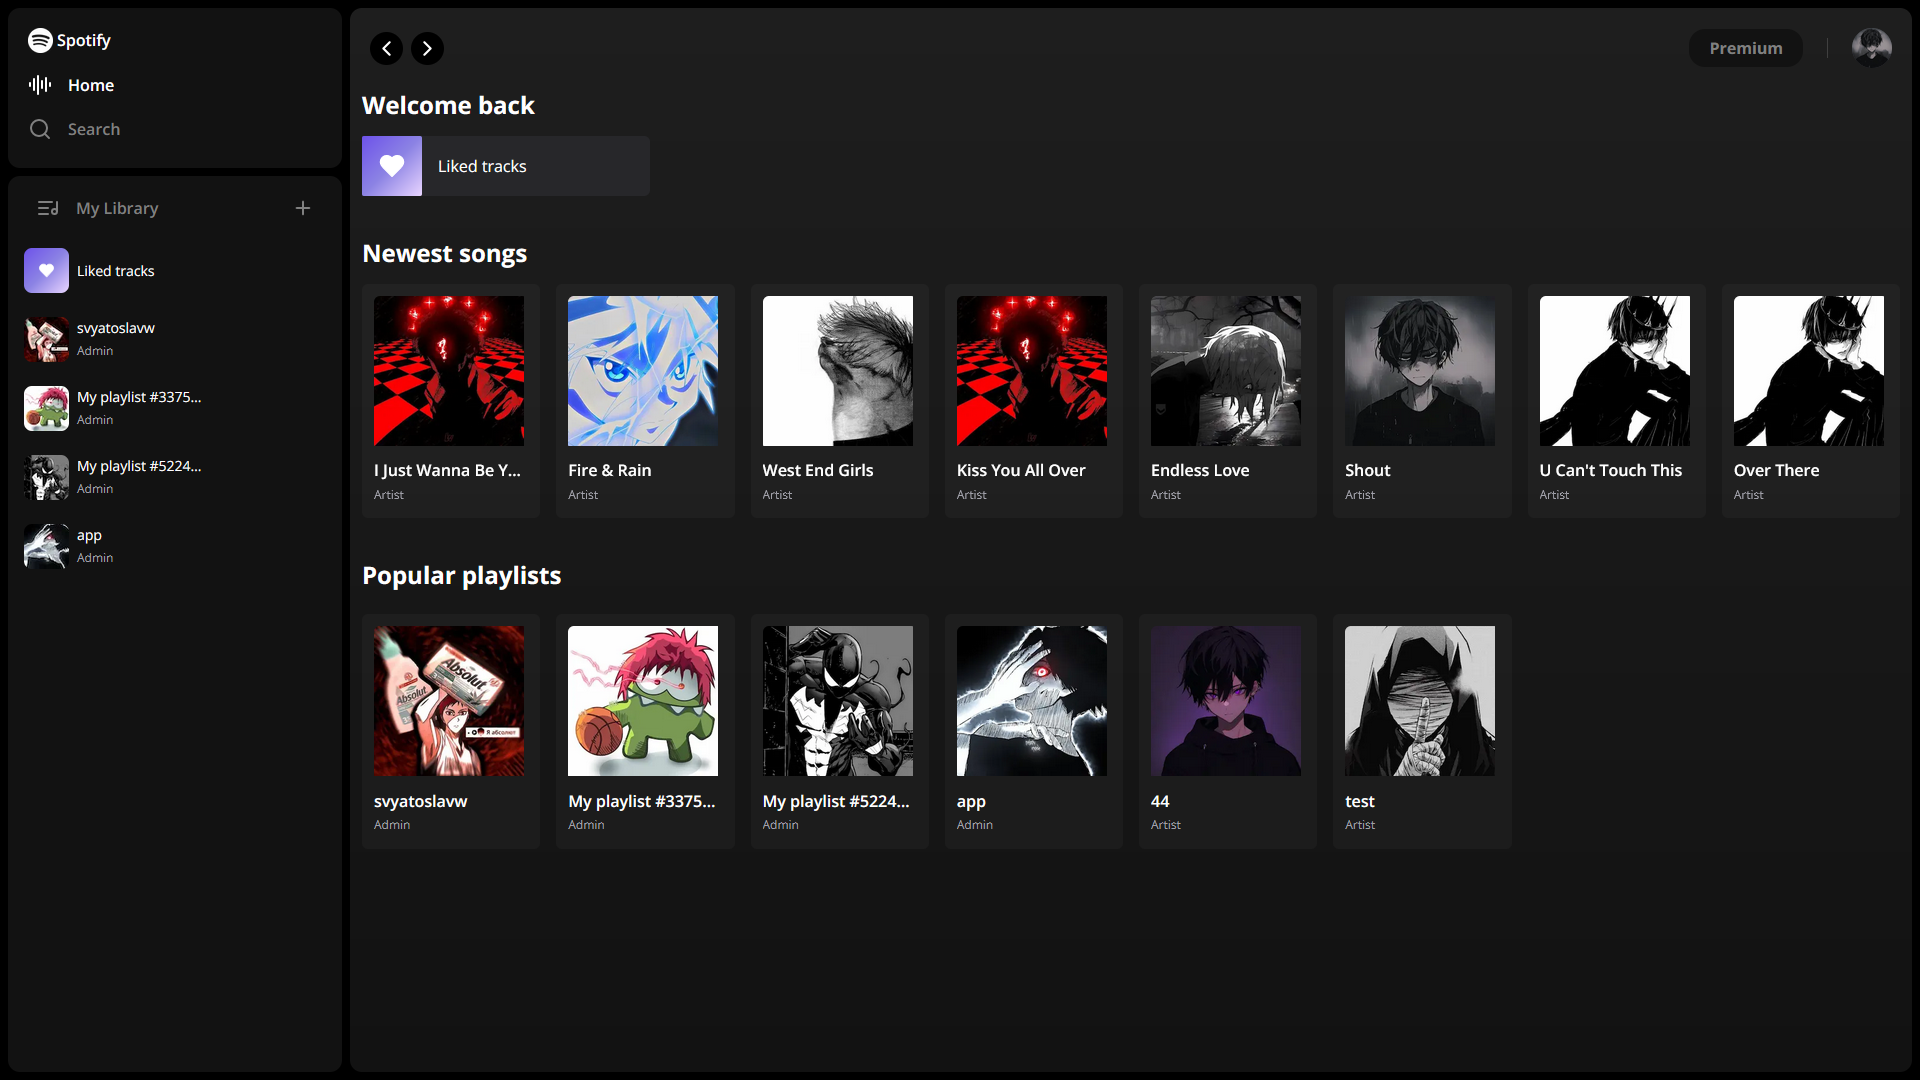 Spotify
Home
Search
My Library
Liked tracks
svyatoslavw
Admin
My playlist #3375...
Admin
My playlist #5224...
Admin
app
Admin
Premium
Welcome back
Liked tracks
Newest songs
I Just Wanna Be Y...
Artist
Fire & Rain
Artist
West End Girls
Artist
Kiss You All Over
Artist
Endless Love
Artist
Shout
Artist
U Can't Touch This
Artist
Over There
Artist
Popular playlists
Absolut
Absolut
Я абсолют
svyatoslavw
Admin
My playlist #3375...
Admin
My playlist #5224...
Admin
app
Admin
44
Artist
test
Artist